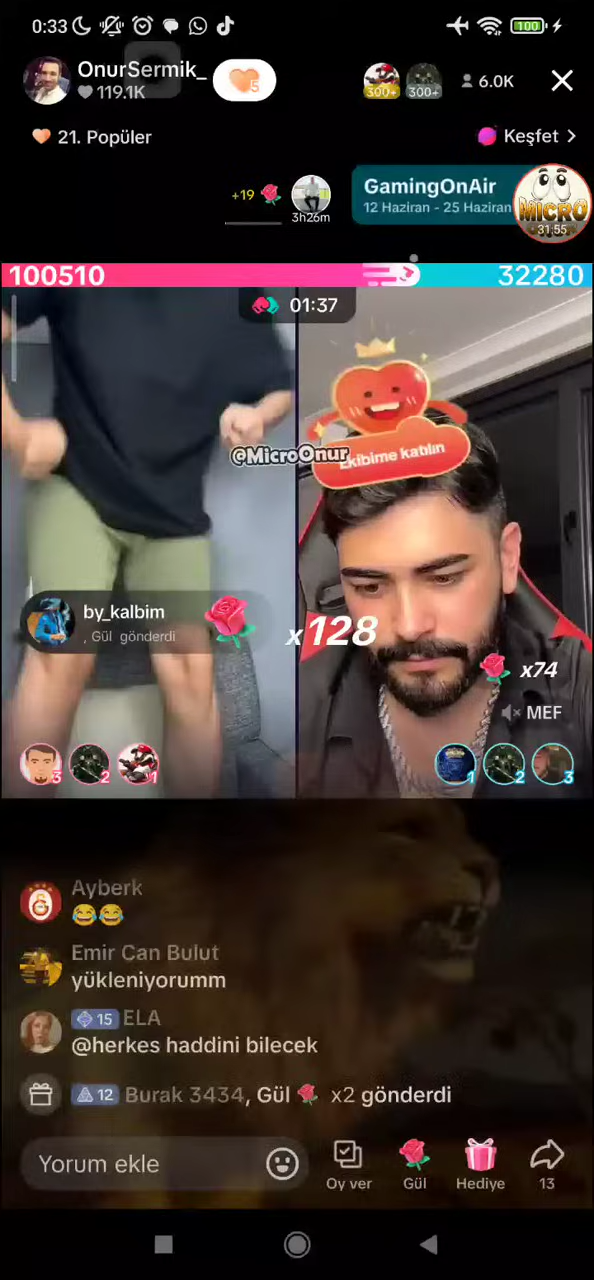 0:33
100
OnurSermik_
119.1K
5
300+
300+
6.0K
21. Popüler
Keşfet
+19
3h26m
GamingOnAir
12 Haziran - 25 Haziran
MICRO
31:55
100510
32280
01:37
@MicroOnur
Ekibime katılın
by_kalbim
, Gül gönderdi
x128
x74
MEF
3
2
1
1
2
3
Ayberk
😂😂
Emir Can Bulut
yükleniyorumm
15 ELA
@herkes haddini bilecek
12 Burak 3434, Gül 🌹 x2 gönderdi
Yorum ekle
Oy ver
Gül
Hediye
13